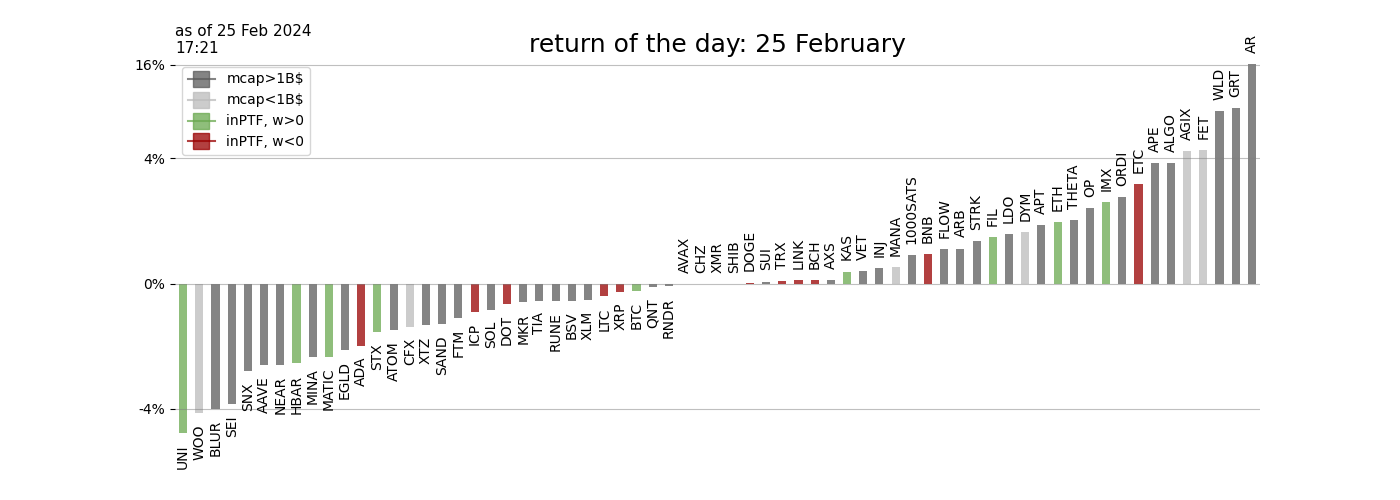 as of 25 Feb 2024
17:21
return of the day: 25 February
mcap>1B$
mcap<1B$
inPTF, w>0
inPTF, w<0
16%
4%
0%
-4%
UNI
WOO
BLUR
SEI
SNX
AAVE
NEAR
HBAR
MINA
MATIC
EGLD
ADA
STX
ATOM
CFX
XTZ
SAND
FTM
ICP
SOL
DOT
MKR
TIA
RUNE
BSV
XLM
LTC
XRP
BTC
QNT
RNDR
AVAX
CHZ
XMR
SHIB
DOGE
SUI
TRX
LINK
BCH
AXS
KAS
VET
INJ
MANA
1000SATS
BNB
FLOW
ARB
STRK
FIL
LDO
DYM
APT
ETH
THETA
OP
IMX
ORDI
ETC
APE
ALGO
AGIX
FET
WLD
GRT
AR